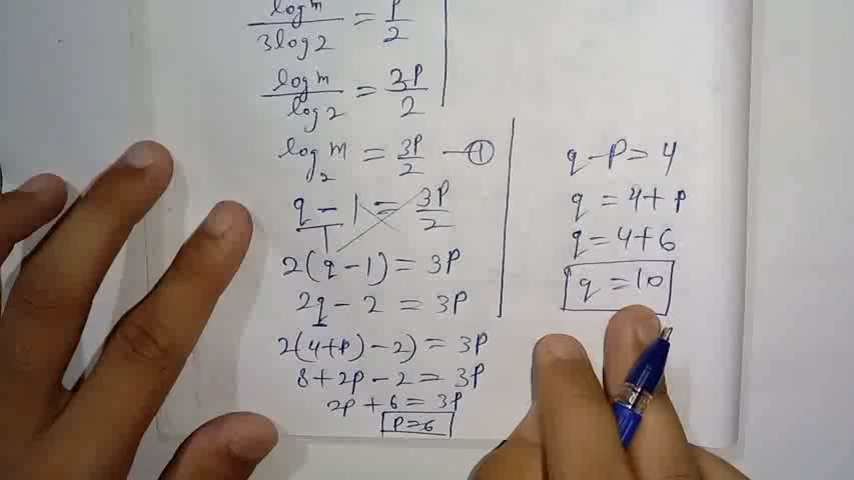 log m / 3 log 2 = P/2
log m / log 2 = 3P/2
log₂ m = 3P/2 — ①
q - 1 / 1 = 3P/2
2(q - 1) = 3P
2q - 2 = 3P
2(4+P) - 2) = 3P
8 + 2P - 2 = 3P
2P + 6 = 3P
P = 6
q - P = 4
q = 4 + P
q = 4 + 6
q = 10